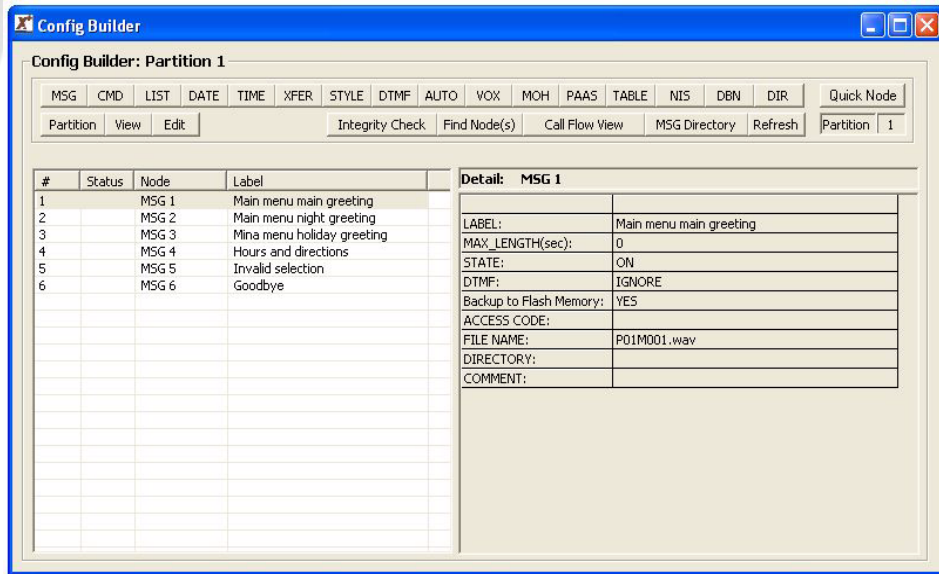 Config Builder
Config Builder: Partition 1
MSG CMD LIST DATE TIME XFER STYLE DTMF AUTO VOX MOH PAAS TABLE NIS DBN DIR Quick Node
Partition View Edit Integrity Check Find Node(s) Call Flow View MSG Directory Refresh Partition 1
# Status Node Label
1 MSG 1 Main menu main greeting
2 MSG 2 Main menu night greeting
3 MSG 3 Mina menu holiday greeting
4 MSG 4 Hours and directions
5 MSG 5 Invalid selection
6 MSG 6 Goodbye
Detail: MSG 1
LABEL: Main menu main greeting
MAX_LENGTH(sec): 0
STATE: ON
DTMF: IGNORE
Backup to Flash Memory: YES
ACCESS CODE:
FILE NAME: P01M001.wav
DIRECTORY:
COMMENT: